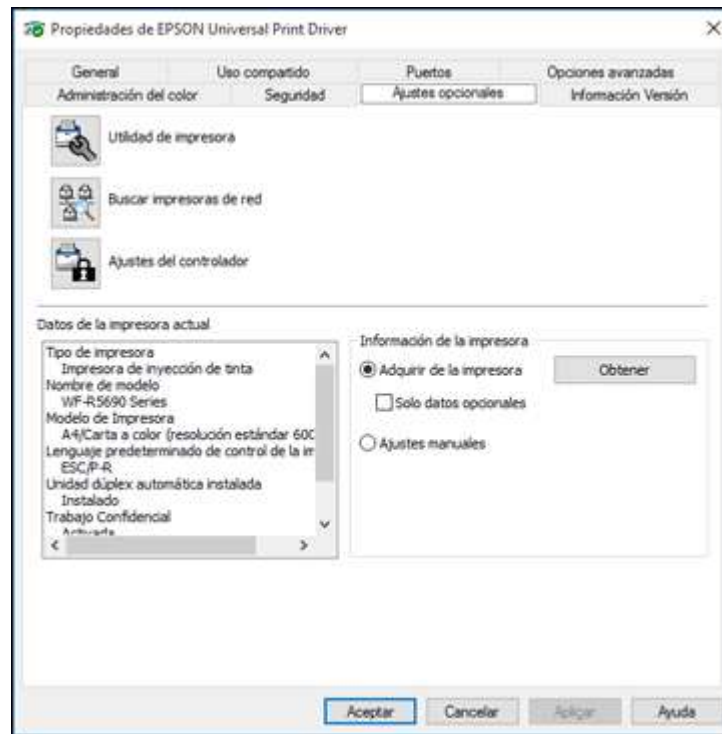 Propiedades de EPSON Universal Print Driver
General Uso compartido Puertos Opciones avanzadas
Administración del color Seguridad Ajustes opcionales Información Versión
Utilidad de impresora
Buscar impresoras de red
Ajustes del controlador
Datos de la impresora actual
Tipo de impresora
Impresora de inyección de tinta
Nombre de modelo
WF-R5690 Series
Modelo de Impresora
A4/Carta a color (resolución estándar 600
Lenguaje predeterminado de control de la im
ESC/P-R
Unidad dúplex automática instalada
Instalado
Trabajo Confidencial
Activada
Información de la impresora
Adquirir de la impresora Obtener
Solo datos opcionales
Ajustes manuales
Aceptar Cancelar Aplicar Ayuda